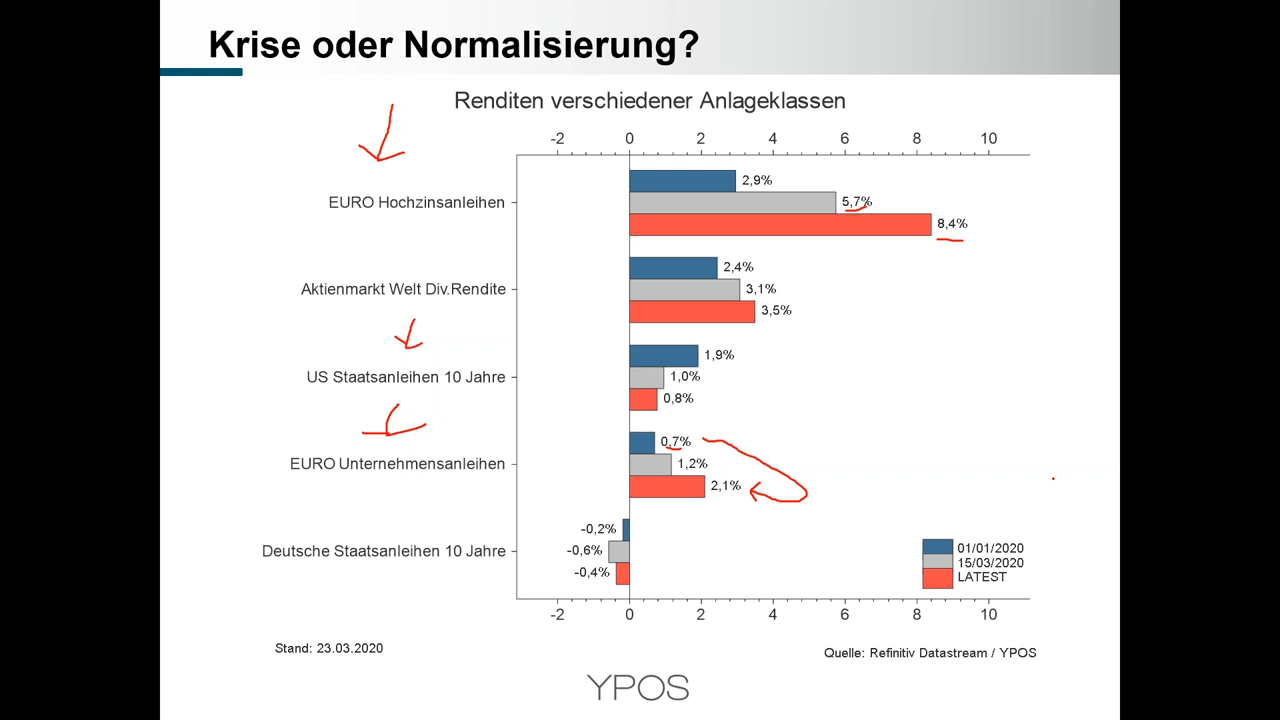 Krise oder Normalisierung?
Renditen verschiedener Anlageklassen
-2 0 2 4 6 8 10
EURO Hochzinsanleihen
2,9%
5,7%
8,4%
Aktienmarkt Welt Div.Rendite
2,4%
3,1%
3,5%
US Staatsanleihen 10 Jahre
1,9%
1,0%
0,8%
EURO Unternehmensanleihen
0,7%
1,2%
2,1%
Deutsche Staatsanleihen 10 Jahre
-0,2%
-0,6%
-0,4%
01/01/2020
15/03/2020
LATEST
-2 0 2 4 6 8 10
Stand: 23.03.2020
Quelle: Refinitiv Datastream / YPOS
YPOS